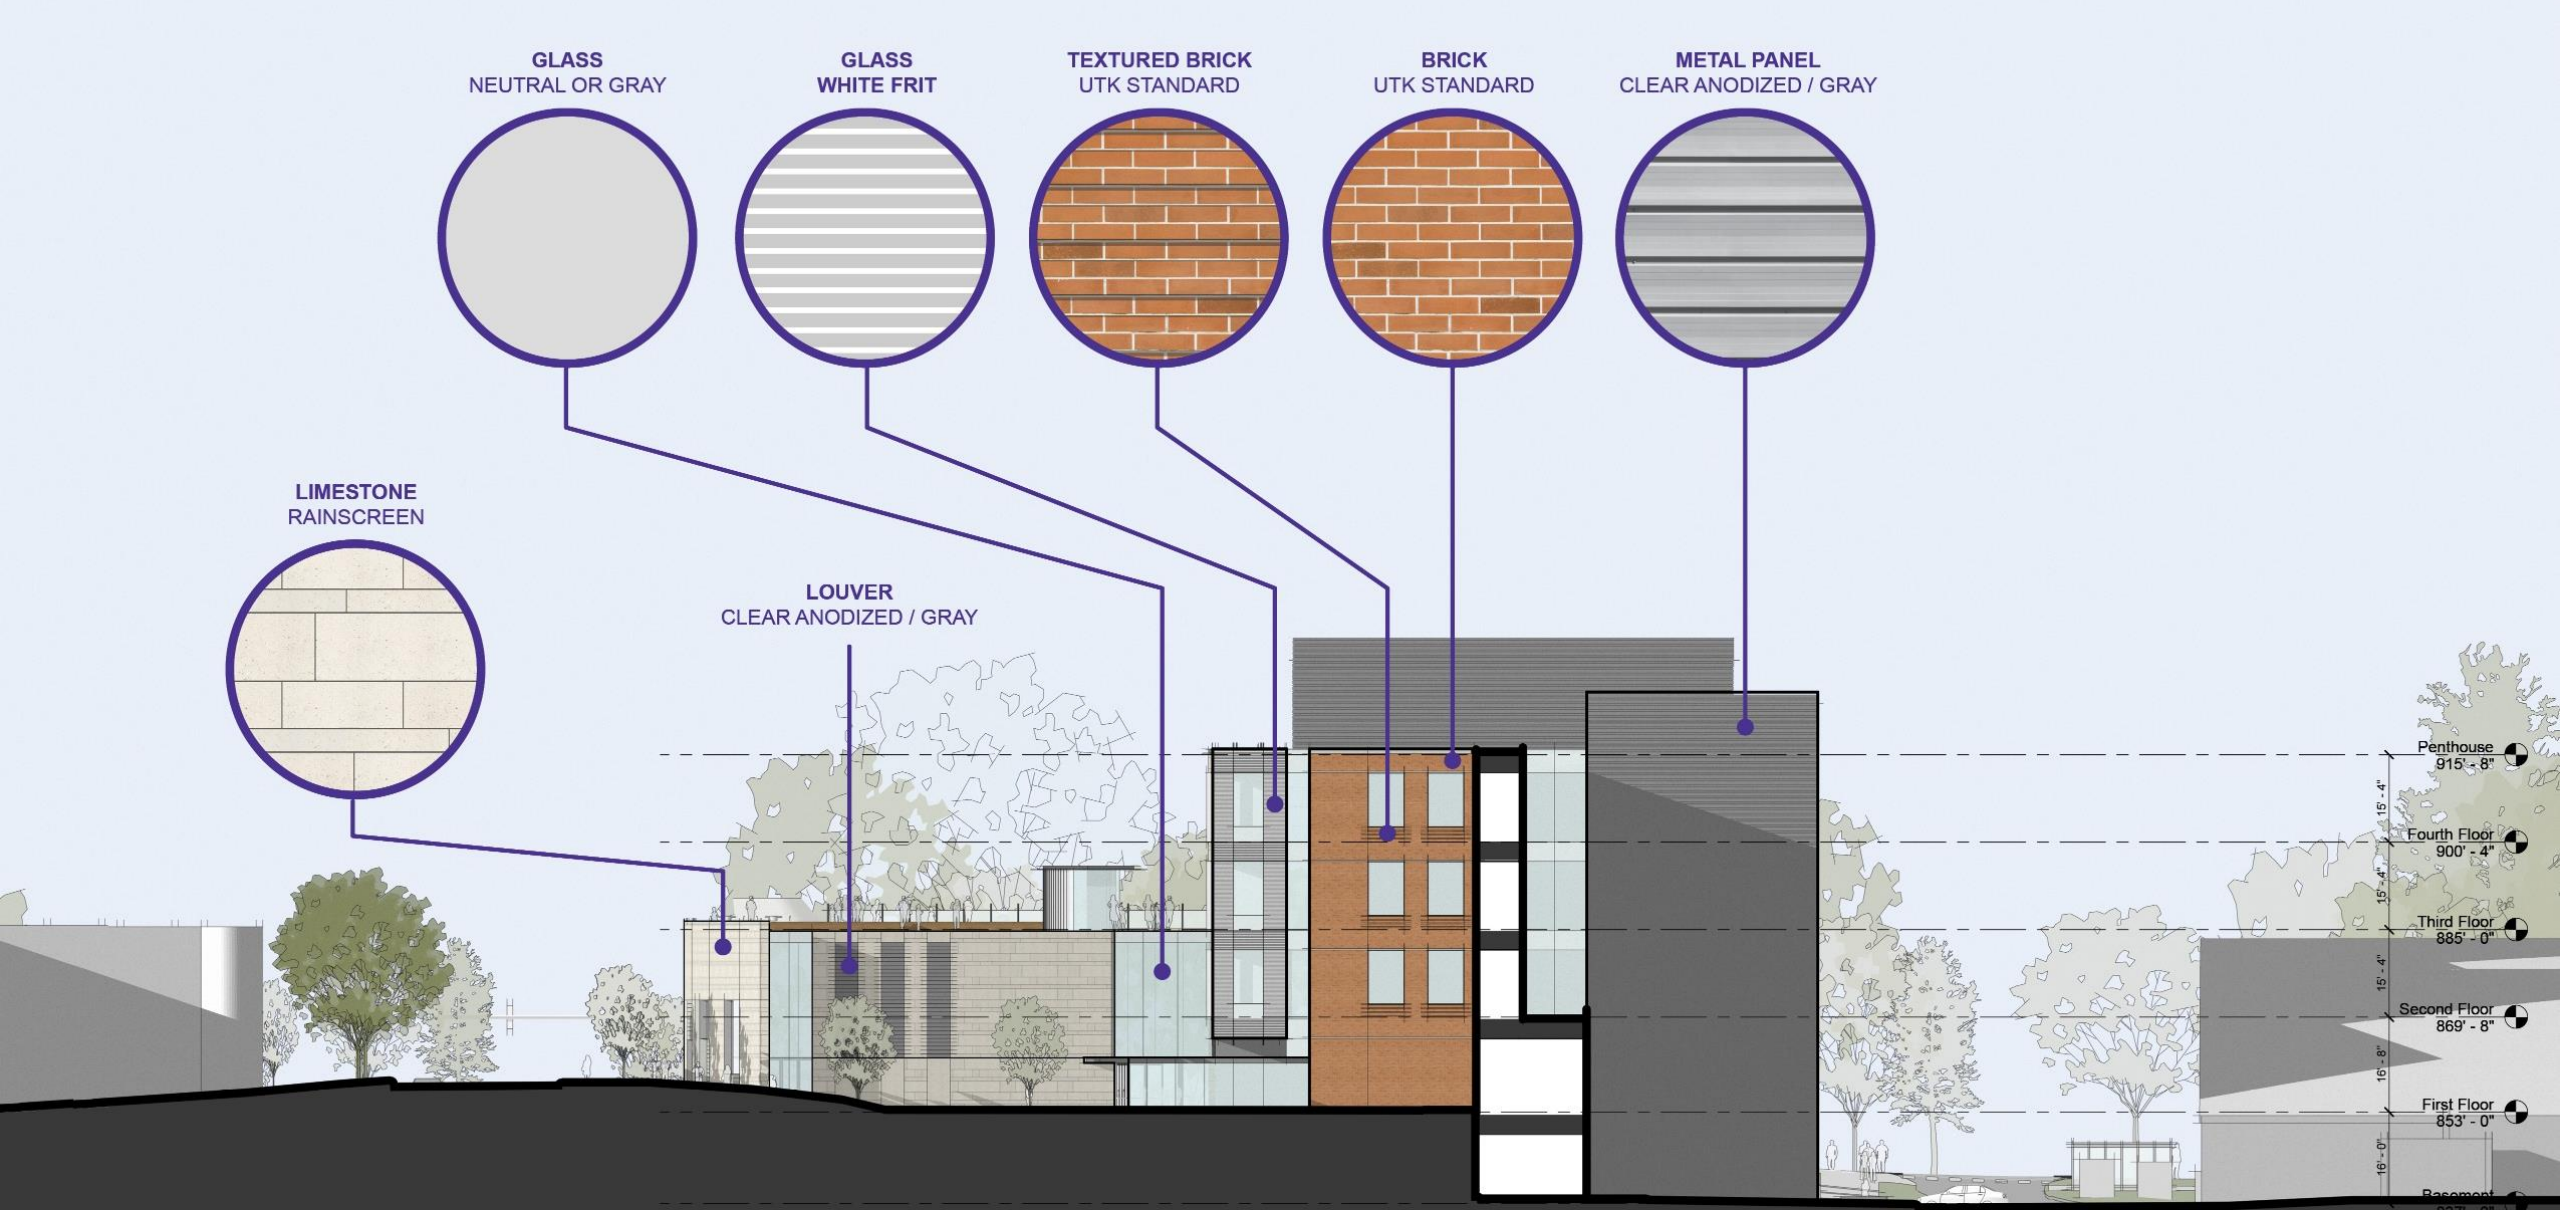 GLASS
NEUTRAL OR GRAY
GLASS
WHITE FRIT
TEXTURED BRICK
UTK STANDARD
BRICK
UTK STANDARD
METAL PANEL
CLEAR ANODIZED / GRAY
LIMESTONE
RAINSCREEN
LOUVER
CLEAR ANODIZED / GRAY
Penthouse
915' - 8"
15' - 4"
Fourth Floor
900' - 4"
15' - 4"
Third Floor
885' - 0"
15' - 4"
Second Floor
869' - 8"
16' - 8"
First Floor
853' - 0"
16' - 0"
Basement